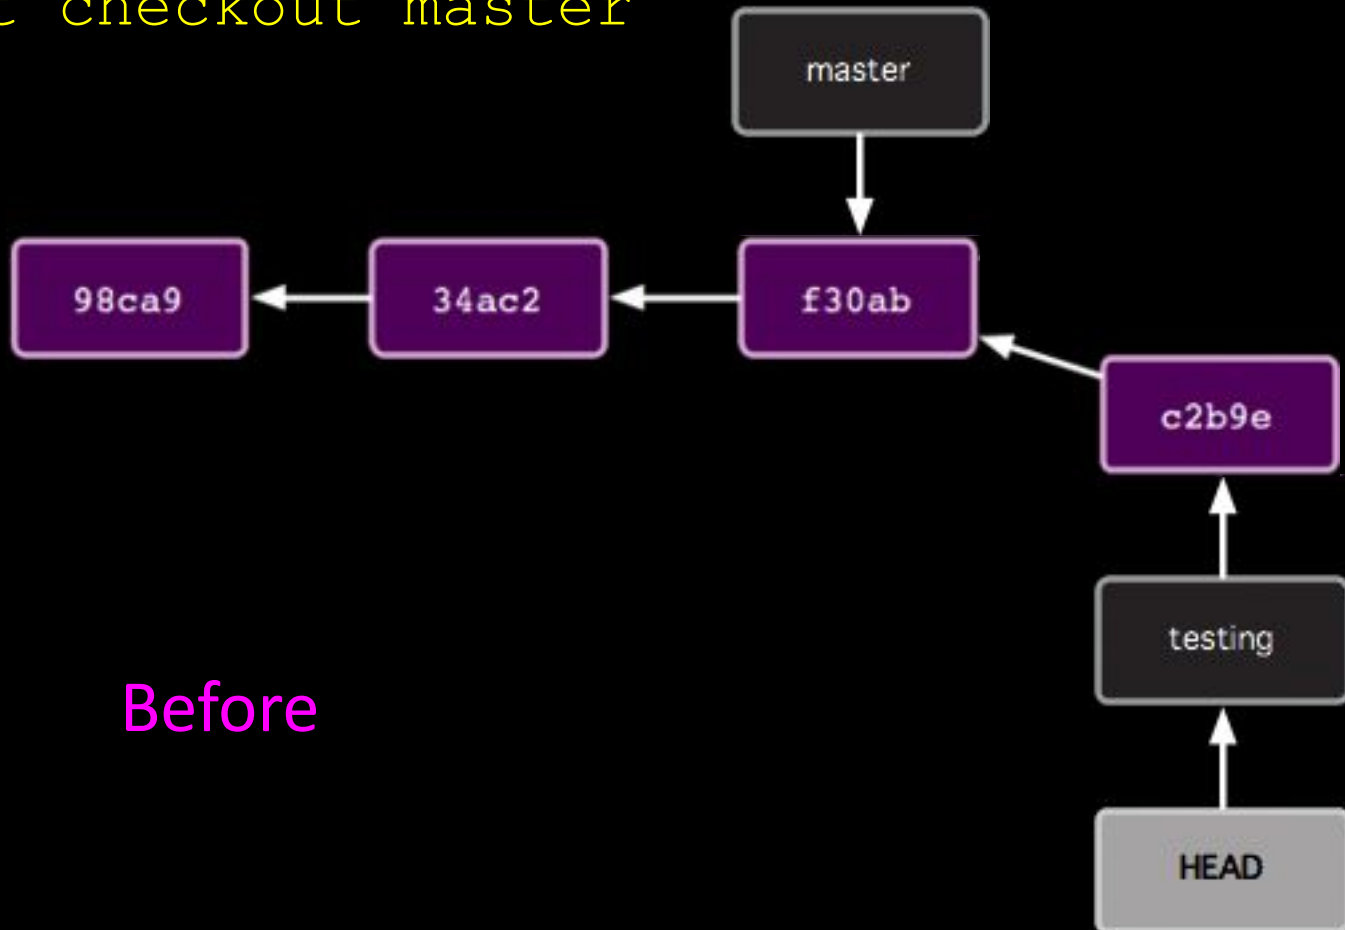 t checkout master
master
98ca9
34ac2
f30ab
c2b9e
testing
Before
HEAD